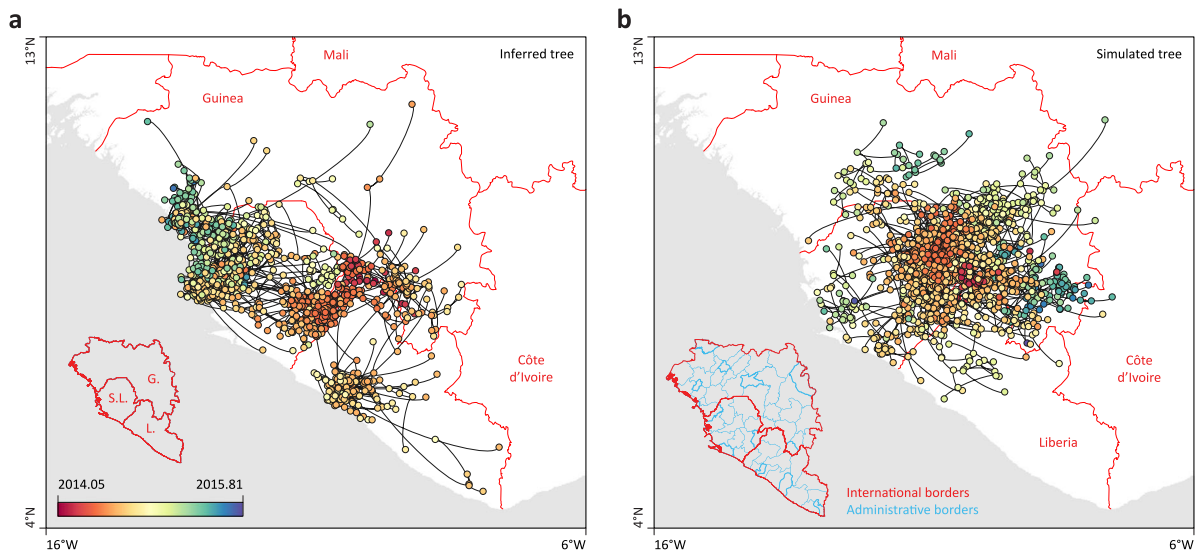 a
13°N
Mali
Inferred tree
Guinea
Côte
d'Ivoire
G.
S.L.
L.
2014.05
2015.81
4°N
16°W
6°W
b
13°N
Mali
Simulated tree
Guinea
Côte
d'Ivoire
Liberia
International borders
Administrative borders
4°N
16°W
6°W